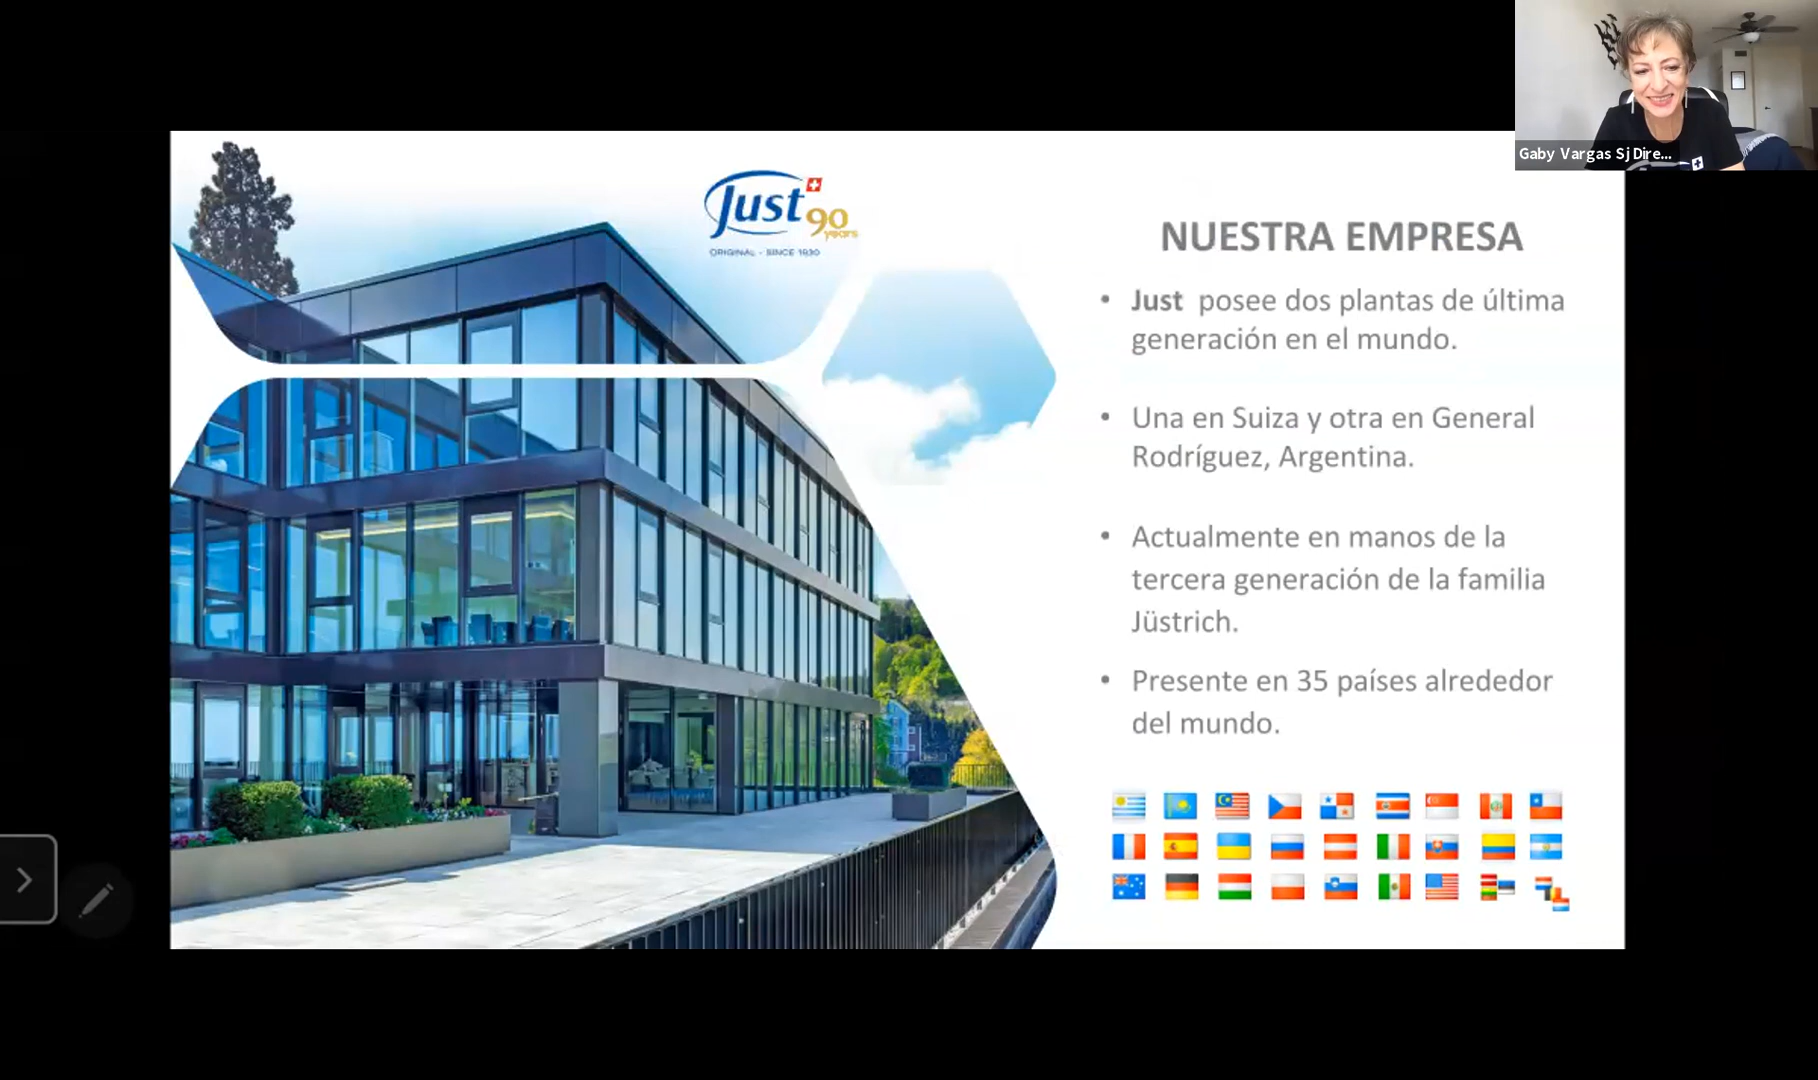 Gaby Vargas Sj Dire...
Just
90
years
ORIGINAL - SINCE 1930
NUESTRA EMPRESA
• Just posee dos plantas de última
generación en el mundo.
• Una en Suiza y otra en General
Rodríguez, Argentina.
• Actualmente en manos de la
tercera generación de la familia
Jüstrich.
• Presente en 35 países alrededor
del mundo.